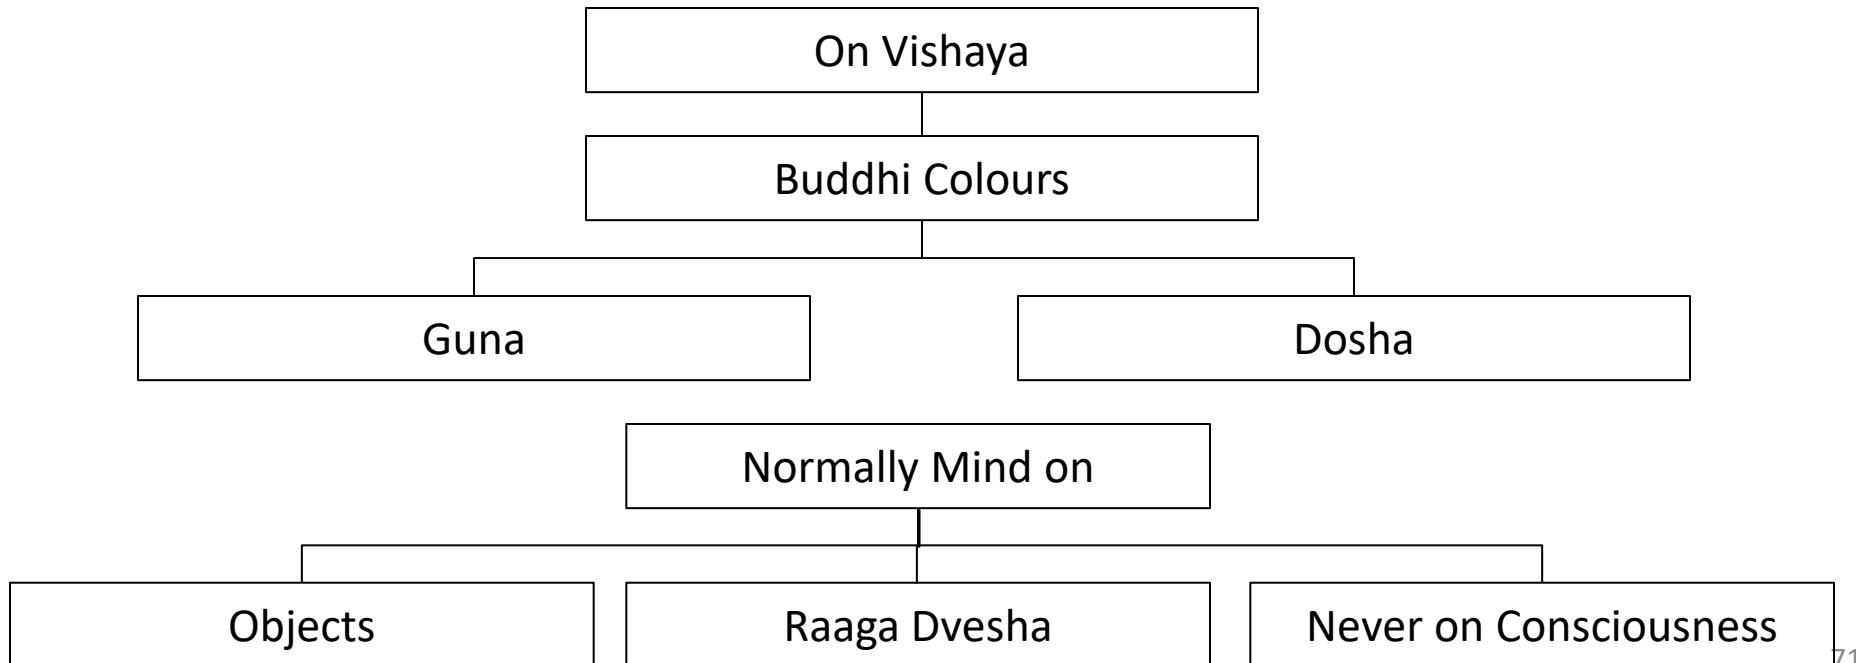 On Vishaya
Buddhi Colours
Guna
Dosha
Normally Mind on
Objects
Raaga Dvesha
Never on Consciousness
71